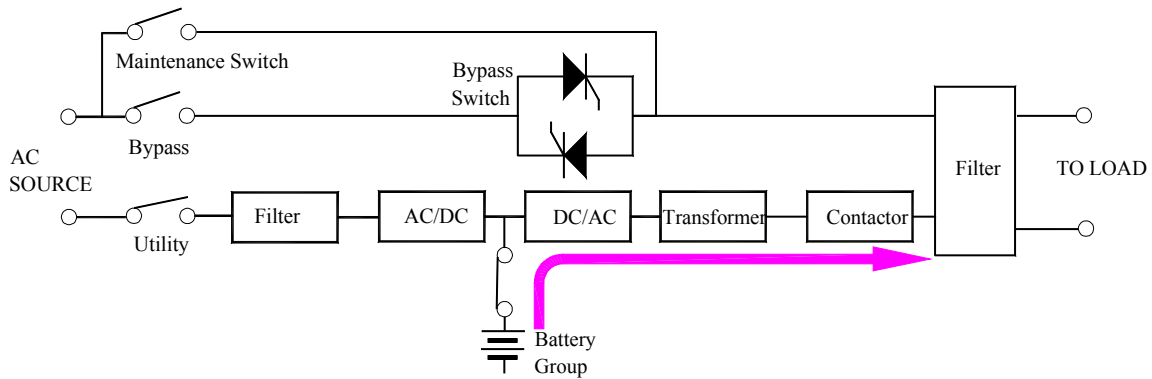 Maintenance Switch
Bypass
Switch
Bypass
AC
SOURCE
Filter
TO LOAD
Utility
Filter
AC/DC
DC/AC
Transformer
Contactor
Battery
Group